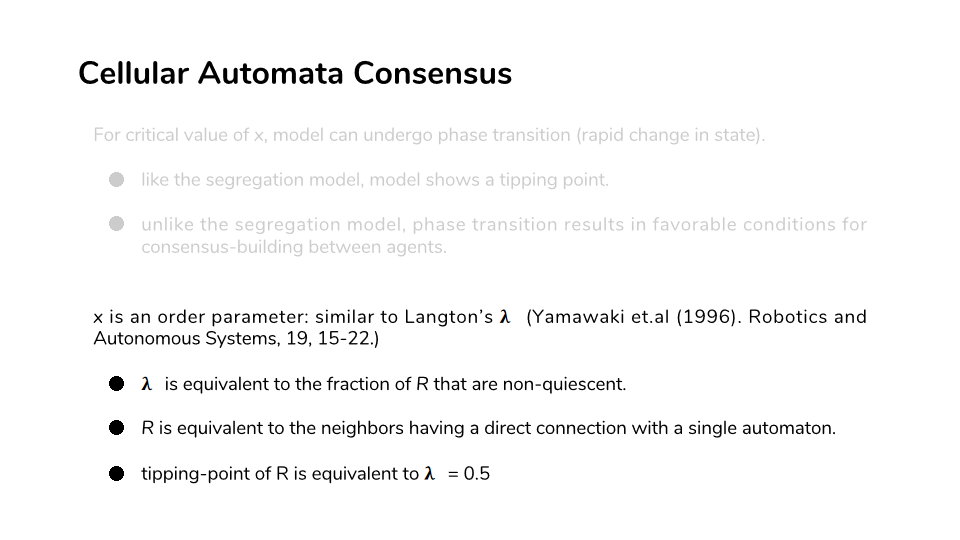 Cellular Automata Consensus
For critical value of x, model can undergo phase transition (rapid change in state).
● like the segregation model, model shows a tipping point.
● unlike the segregation model, phase transition results in favorable conditions for
consensus-building between agents.
x is an order parameter: similar to Langton's λ (Yamawaki et.al (1996). Robotics and
Autonomous Systems, 19, 15-22.)
● λ is equivalent to the fraction of R that are non-quiescent.
● R is equivalent to the neighbors having a direct connection with a single automaton.
● tipping-point of R is equivalent to λ = 0.5